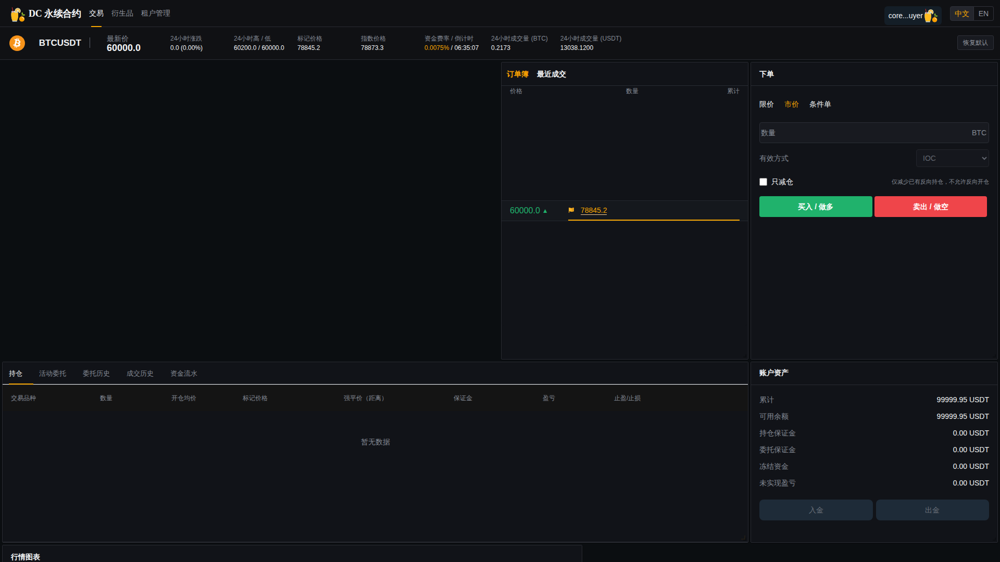 DC 永续合约 交易 衍生品 租户管理 core...uyer 中文 EN
BTCUSDT
最新价
60000.0
24小时涨跌
0.0 (0.00%)
24小时高 / 低
60200.0 / 60000.0
标记价格
78845.2
指数价格
78873.3
资金费率 / 倒计时
0.0075% / 06:35:07
24小时成交量 (BTC)
0.2173
24小时成交量 (USDT)
13038.1200
恢复默认
订单簿 最近成交
价格 数量 累计
60000.0 ▲ 78845.2
下单
限价 市价 条件单
数量 BTC
有效方式 IOC
只减仓 仅减少已有反向持仓，不允许反向开仓
买入 / 做多 卖出 / 做空
持仓 活动委托 委托历史 成交历史 资金流水
交易品种 数量 开仓均价 标记价格 强平价（距离） 保证金 盈亏 止盈/止损
暂无数据
账户资产
累计 99999.95 USDT
可用余额 99999.95 USDT
持仓保证金 0.00 USDT
委托保证金 0.00 USDT
冻结资金 0.00 USDT
未实现盈亏 0.00 USDT
入金 出金
行情图表